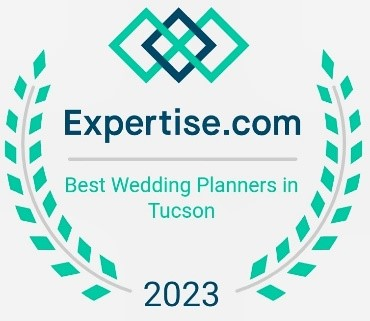 Expertise.com
Best Wedding Planners in
Tucson
2023